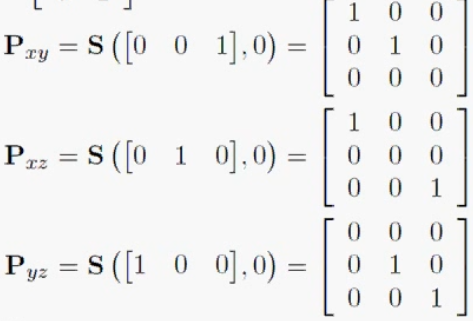 P_xy = S([0 0 1],0) = [1 0 0
0 1 0
0 0 0]
P_xz = S([0 1 0],0) = [1 0 0
0 0 0
0 0 1]
P_yz = S([1 0 0],0) = [0 0 0
0 1 0
0 0 1]